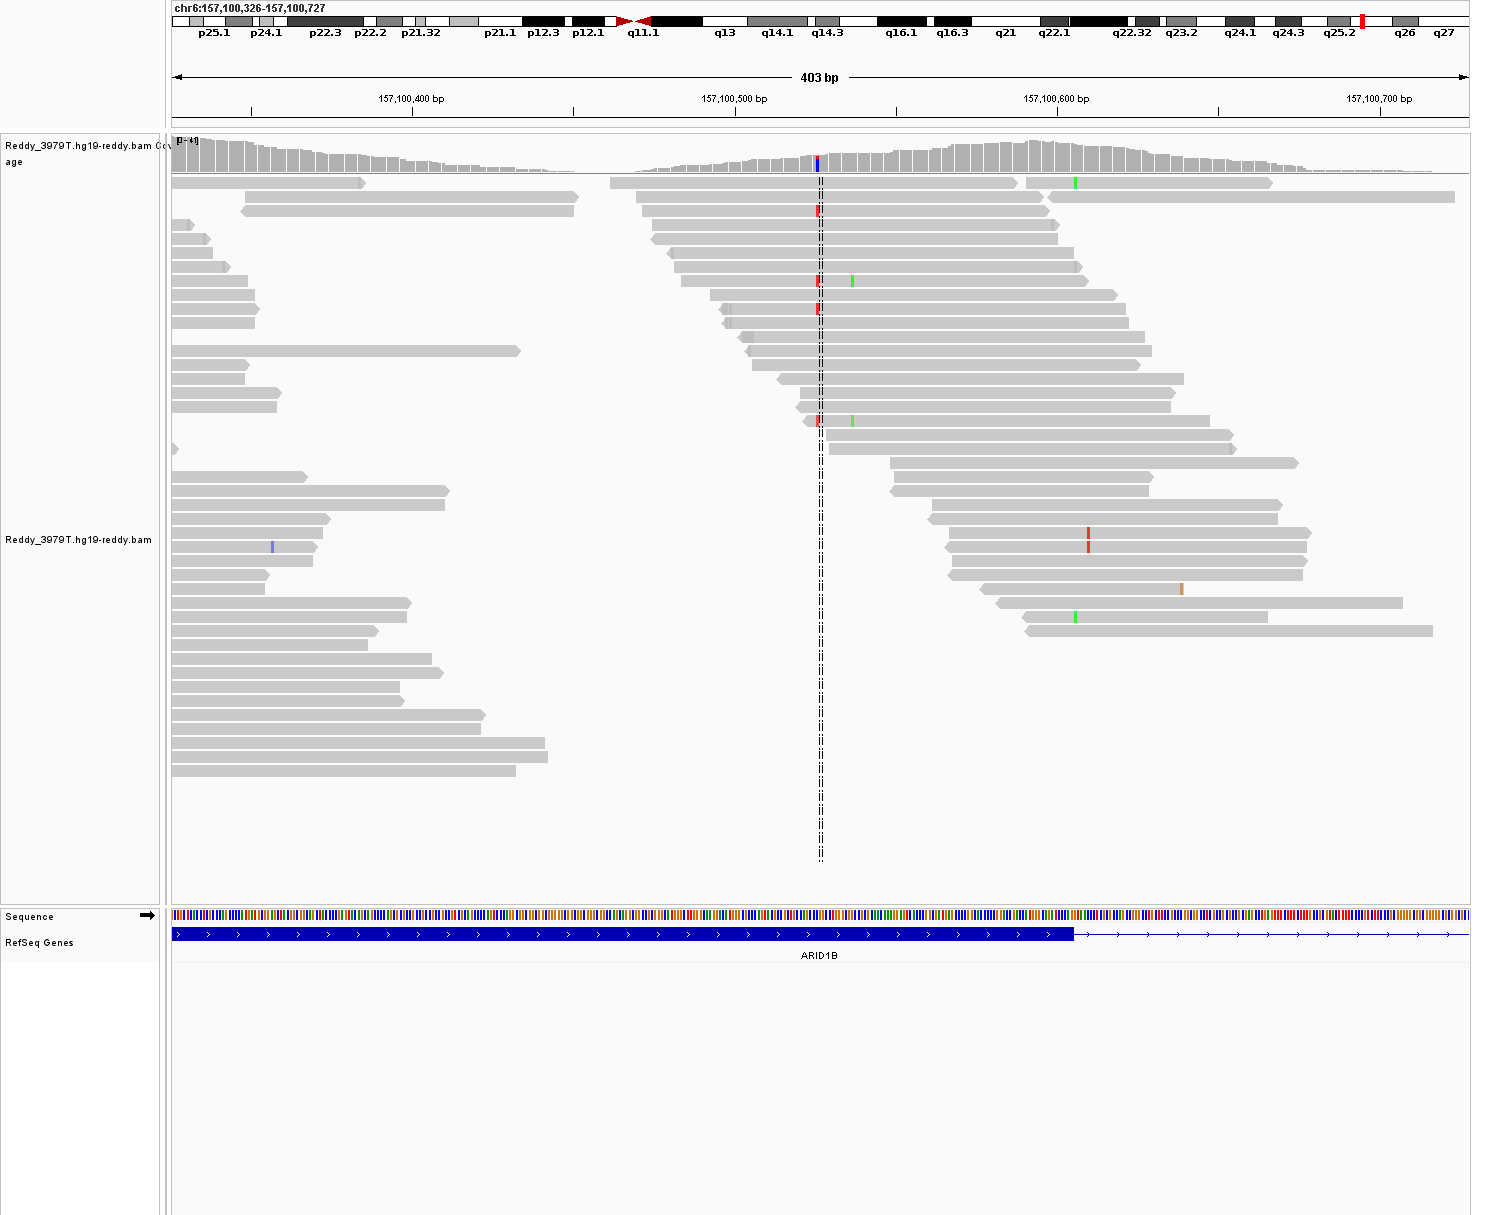 chr6:157,100,326-157,100,727
p25.1 p24.1 p22.3 p22.2 p21.32 p21.1 p12.3 p12.1 q11.1 q13 q14.1 q14.3 q16.1 q16.3 q21 q22.1 q22.32 q23.2 q24.1 q24.3 q25.2 q26 q27
403 bp
157,100,400 bp 157,100,500 bp 157,100,600 bp 157,100,700 bp
Reddy_3979T.hg19-reddy.bam Cov
age
[0 - 41]
Reddy_3979T.hg19-reddy.bam
Sequence
RefSeq Genes
ARID1B